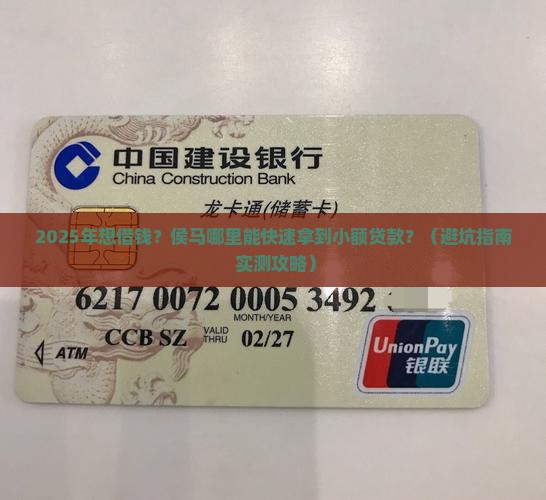 中国建设银行
China Construction Bank
龙卡通(储蓄卡)
2025年想借钱？侯马哪里能快速拿到小额贷款？（避坑指南
实测攻略）
6217 0072 0005 3492
MONTH/YEAR
CCB SZ VALID THRU 02/27
ATM
UnionPay
银联